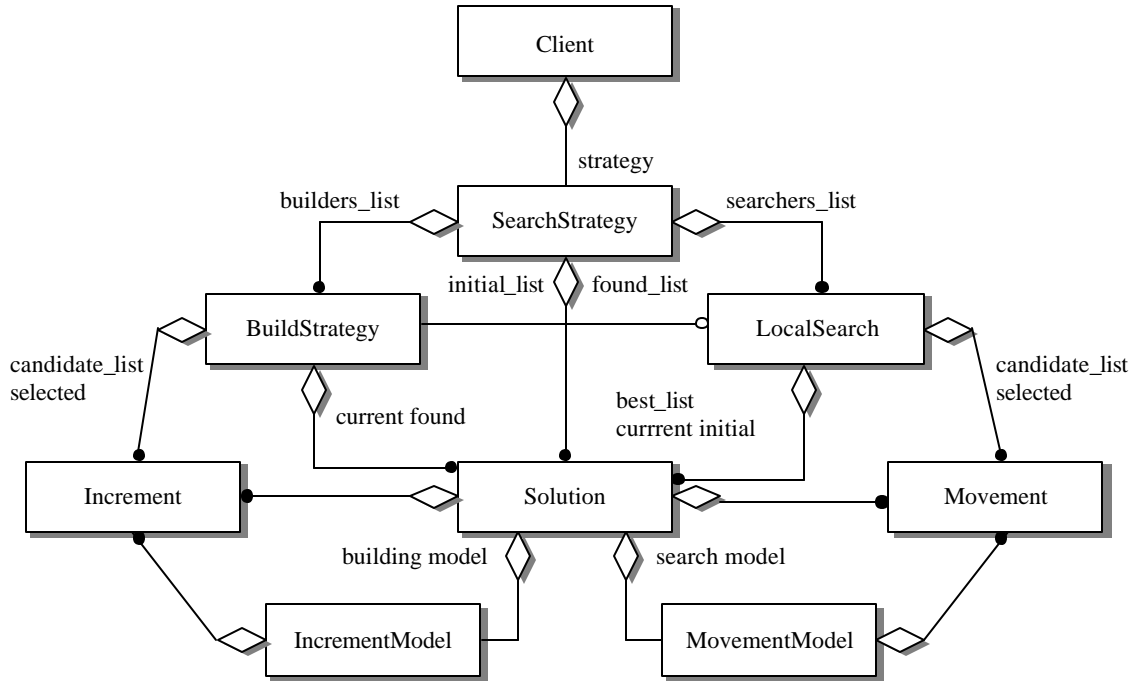 Client
strategy
builders_list
searchers_list
SearchStrategy
initial_list
found_list
BuildStrategy
LocalSearch
candidate_list
selected
candidate_list
selected
best_list
currrent initial
current found
Increment
Solution
Movement
building model
search model
IncrementModel
MovementModel